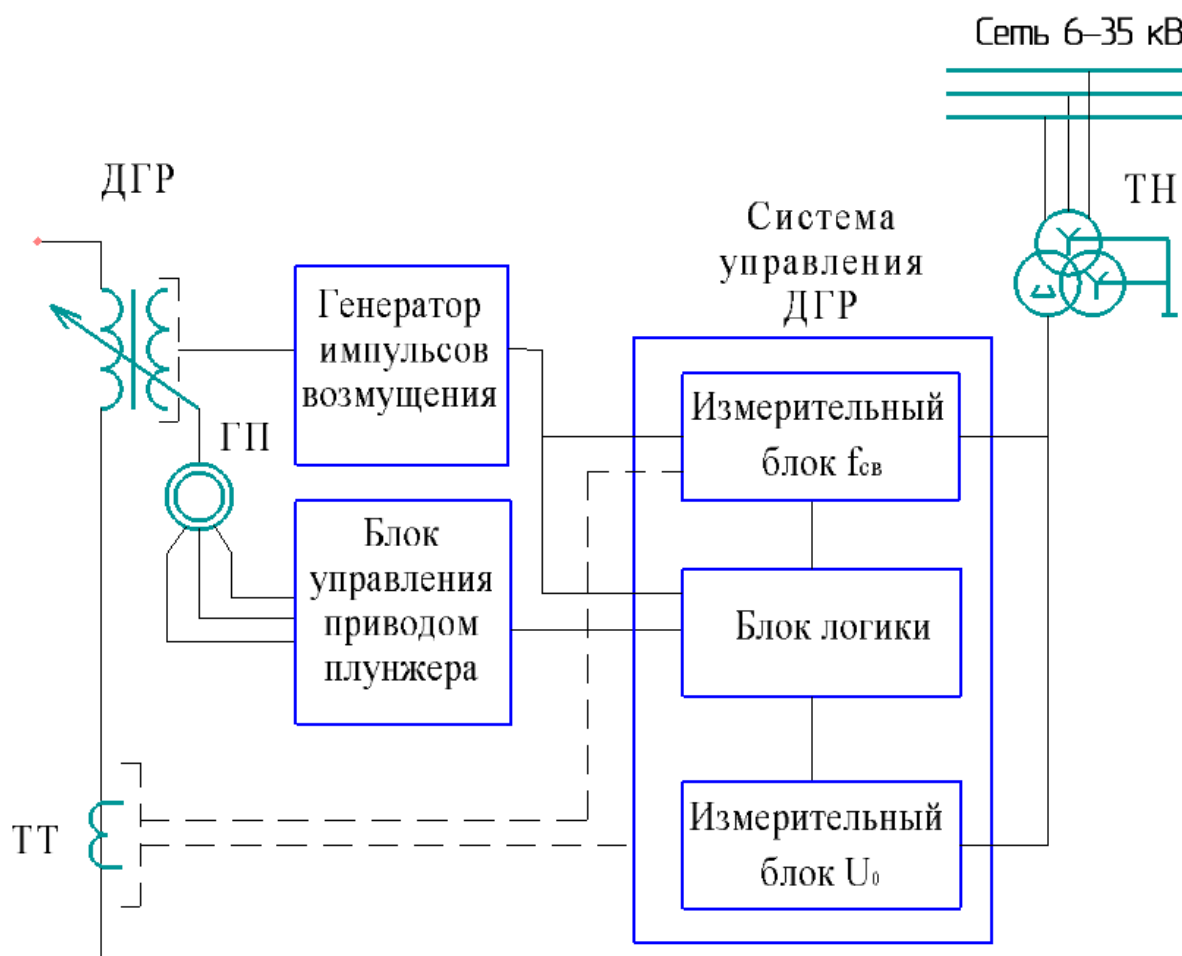 Сеть 6–35 кВ
ДГР
ТН
Система
управления
ДГР
Генератор
импульсов
возмущения
Измерительный
блок fсв
ГП
Блок
управления
приводом
плунжера
Блок логики
Измерительный
блок U₀
ТТ